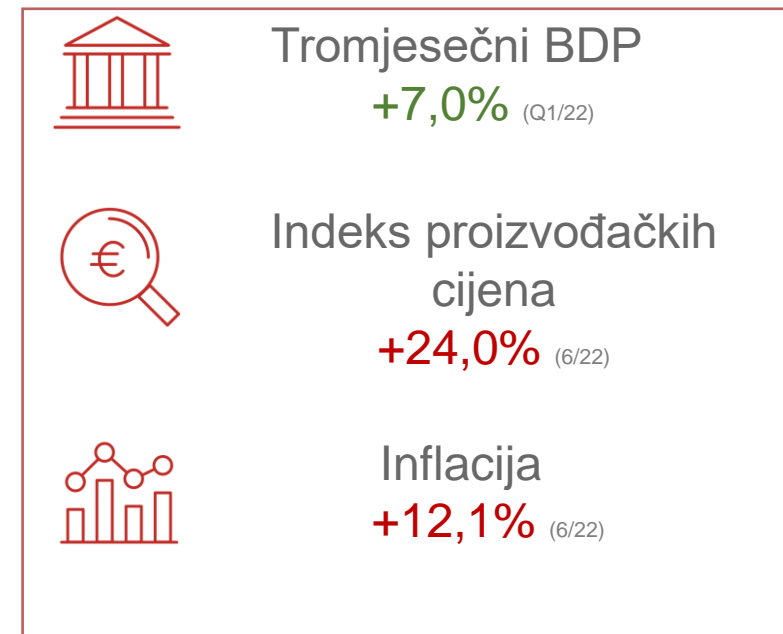 Tromjesečni BDP
+7,0% (Q1/22)
Indeks proizvođačkih
cijena
+24,0% (6/22)
€
Inflacija
+12,1% (6/22)